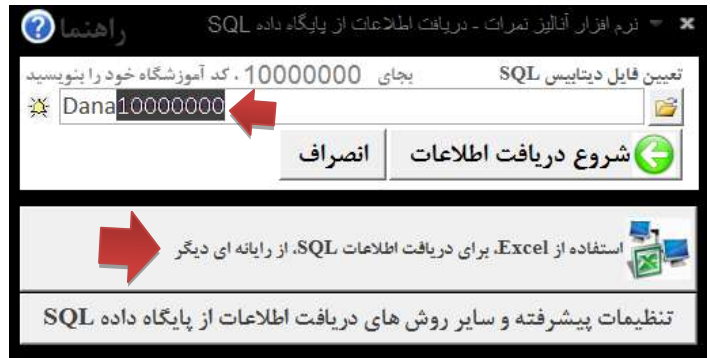 نرم افزار آنالیز نمرات - دریافت اطلاعات از پایگاه داده SQL
راهنما ?
تعیین فایل دیتابیس SQL بجای 10000000 ، کد آموزشگاه خود را بنویسید
Dana10000000
شروع دریافت اطلاعات
انصراف
استفاده از Excel، برای دریافت اطلاعات SQL، از رایانه ای دیگر
تنظیمات پیشرفته و سایر روش های دریافت اطلاعات از پایگاه داده SQL